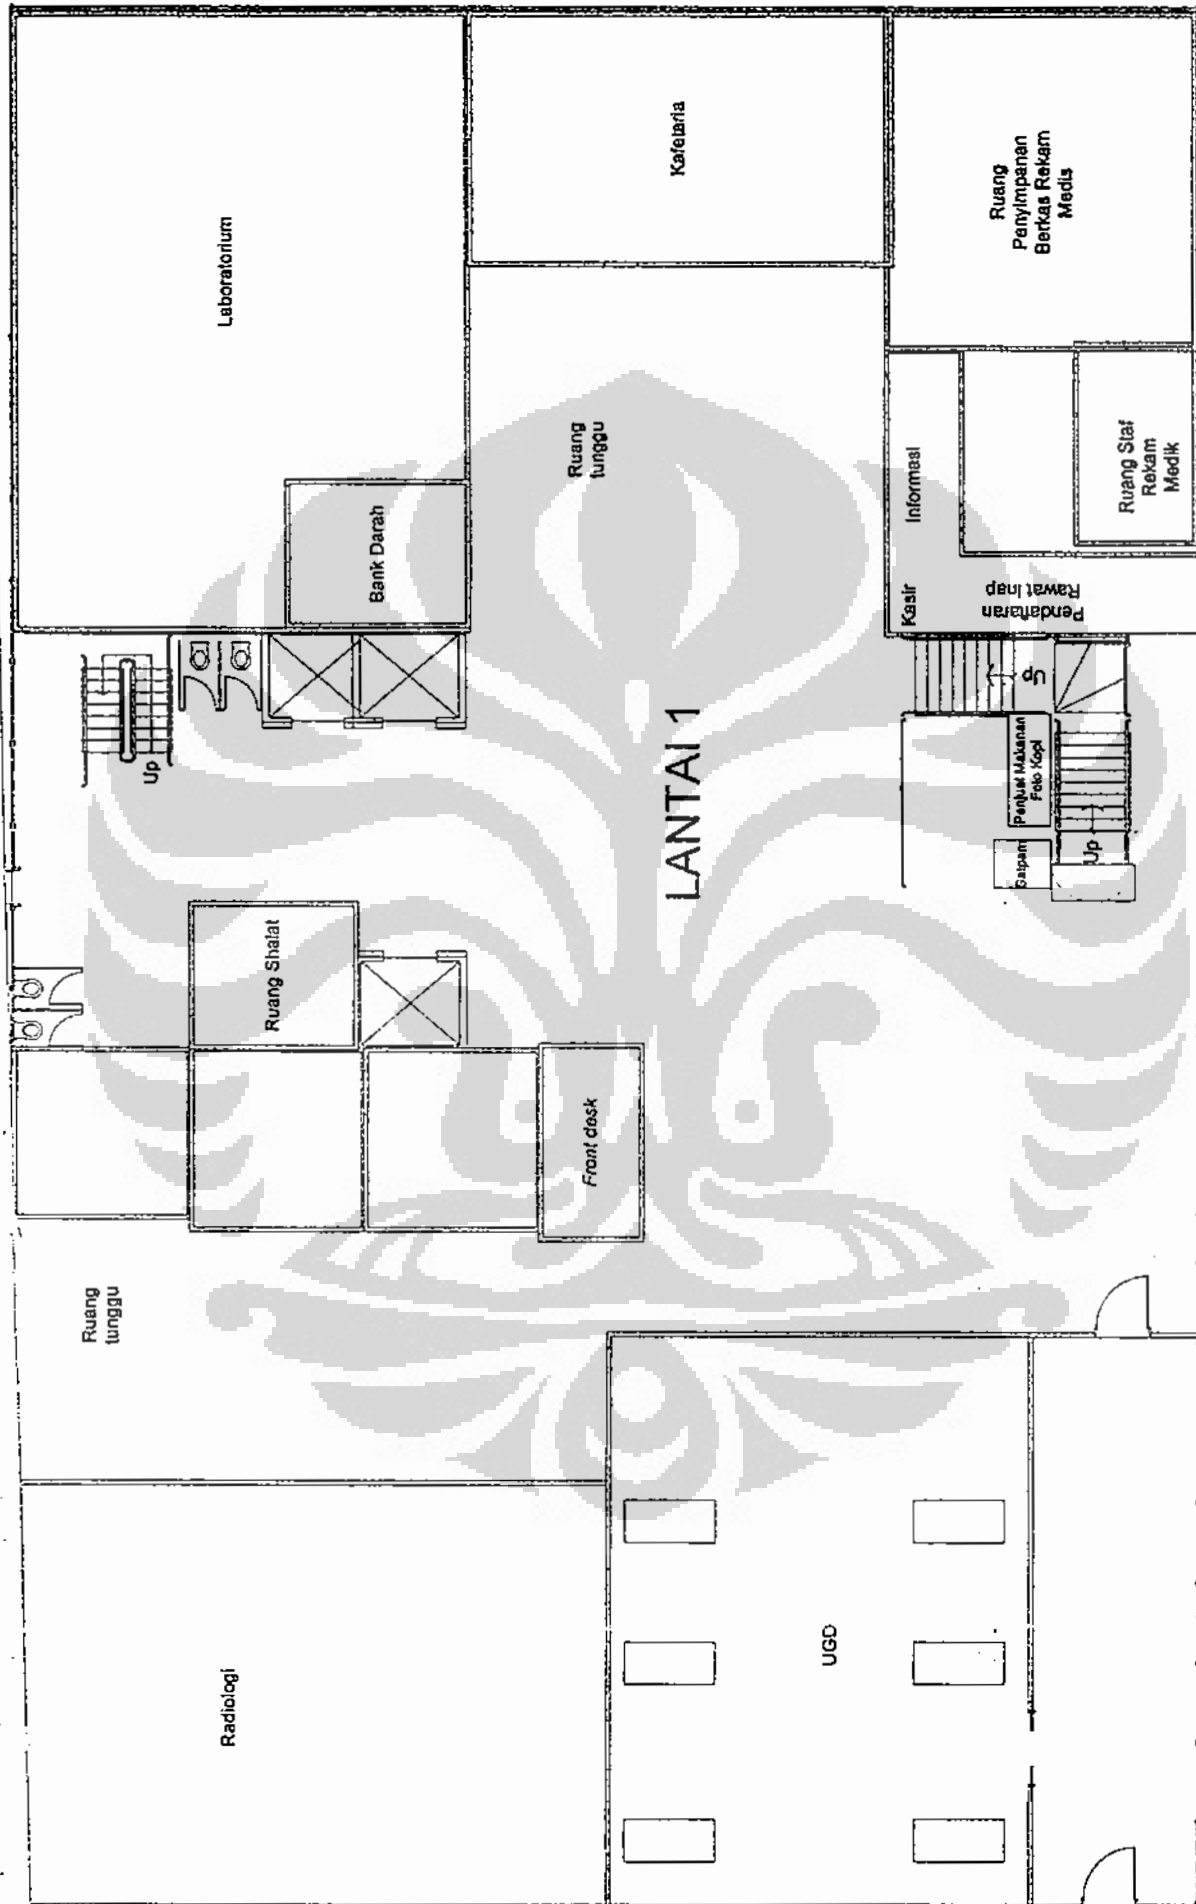 Laboratorium
Kafetaria
Ruang
Penyimpanan
Berkas Rekam
Medis
Bank Darah
Ruang
tunggu
Informasi
Ruang Staf
Rekam
Medik
Kasir
Pendaftaran
Rawat Inap
Up
Up
LANTAI 1
Penjual Makanan
Foto Kopi
Satpam
Up
Ruang Shalat
Front desk
Ruang
tunggu
Radiologi
UGD